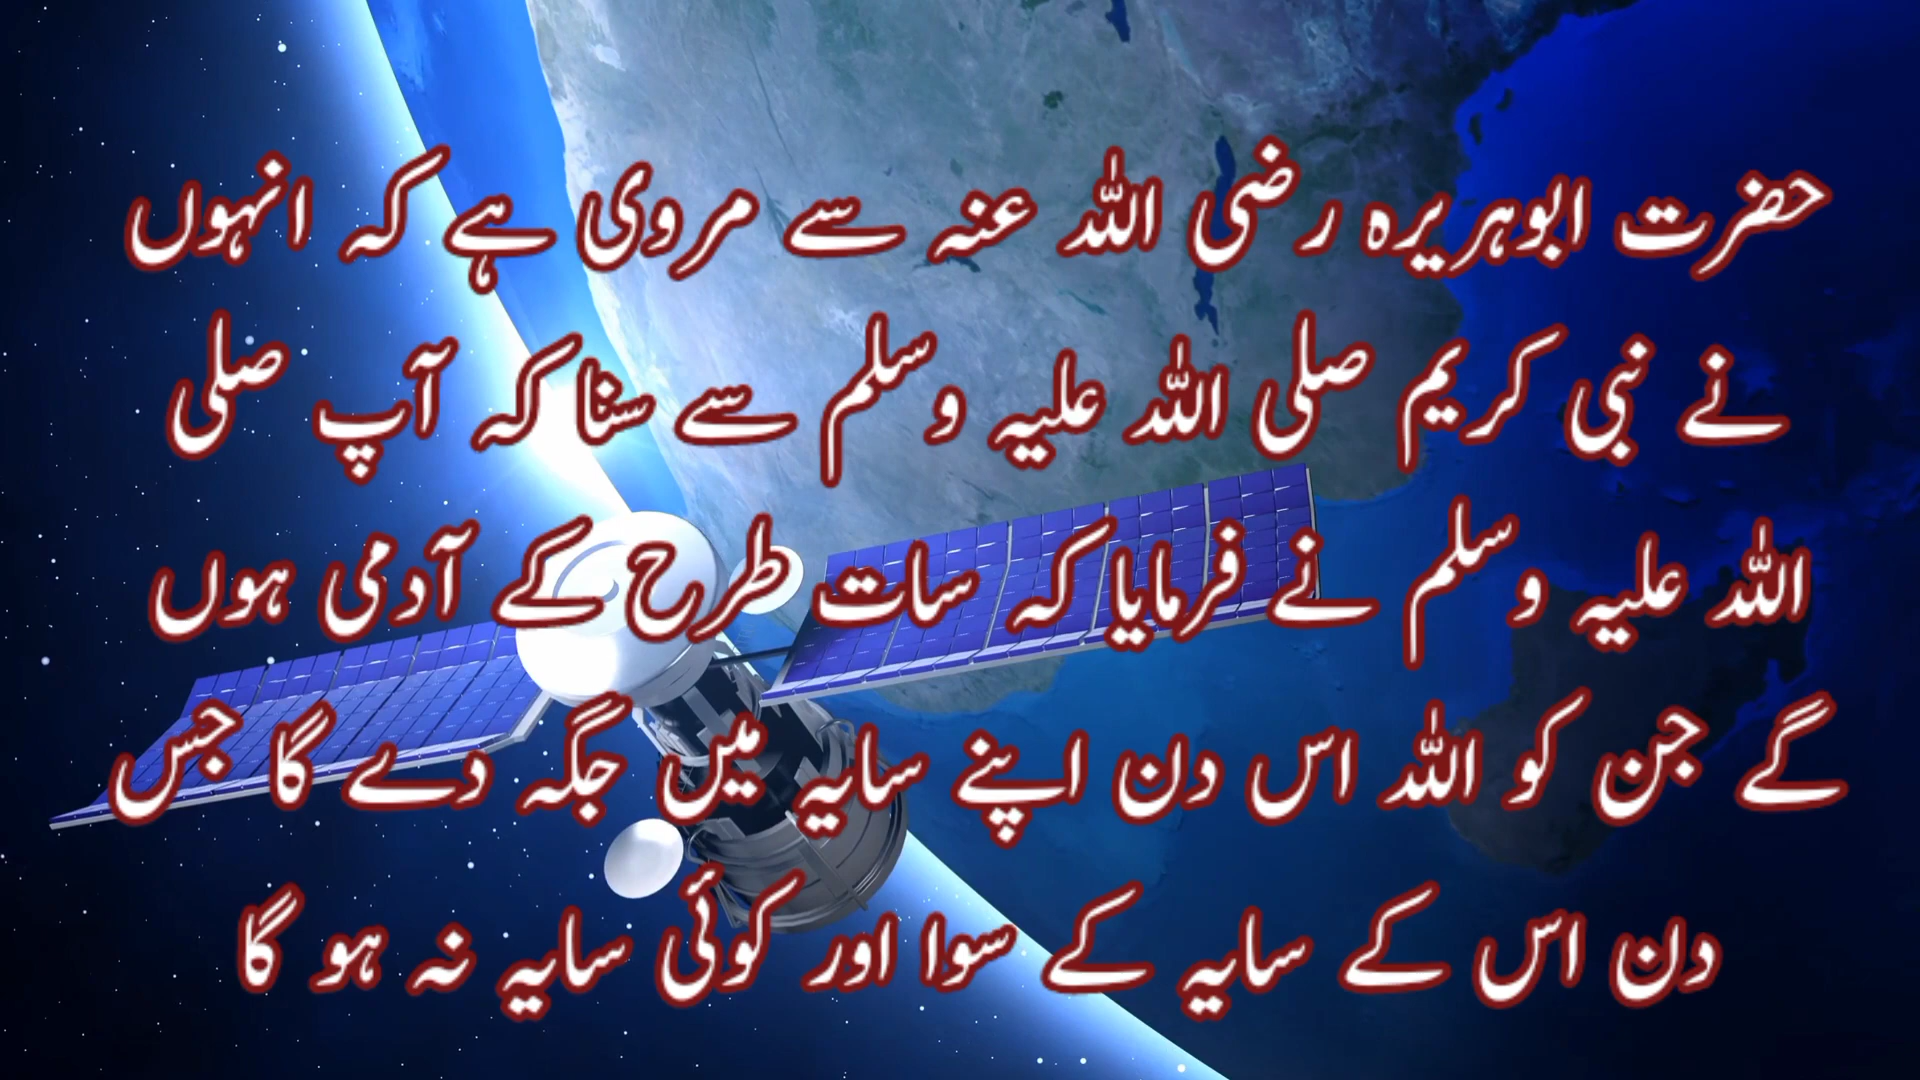 حضرت ابوہریرہ رضی اللہ عنہ سے مروی ہے کہ انہوں
نے نبی کریم صلی اللہ علیہ وسلم سے سنا کہ آپ صلی
اللہ علیہ وسلم نے فرمایا کہ سات طرح کے آدمی ہوں
گے جن کو اللہ اس دن اپنے سایہ میں جگہ دے گا جس
دن اس کے سایہ کے سوا اور کوئی سایہ نہ ہو گا